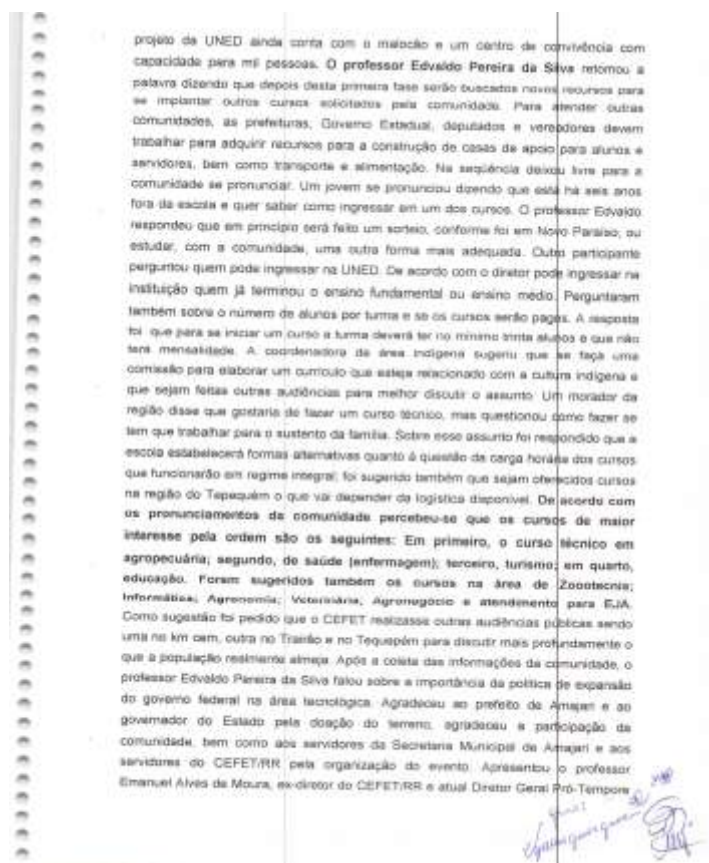 projeto da UNED ainda conta com o malocão e um centro de convivência com
capacidade para mil pessoas. O professor Edvaldo Pereira da Silva retomou a
palavra dizendo que depois desta primeira fase serão buscados novos recursos para
se implantar outros cursos solicitados pela comunidade. Para atender outras
comunidades, as prefeituras, Governo Estadual, deputados e vereadores devem
trabalhar para adquirir recursos para a construção de casas de apoio para alunos e
servidores, bem como transporte e alimentação. Na seqüência deixou livre para a
comunidade se pronunciar. Um jovem se pronunciou dizendo que está há seis anos
fora da escola e quer saber como ingressar em um dos cursos. O professor Edvaldo
respondeu que em princípio será feito um sorteio, conforme foi em Novo Paraíso, ou
estudar, com a comunidade, uma outra forma mais adequada. Outro participante
perguntou quem pode ingressar na UNED. De acordo com o diretor pode ingressar na
instituição quem já terminou o ensino fundamental ou ensino médio. Perguntaram
também sobre o número de alunos por turma e se os cursos serão pagos. A resposta
foi que para se iniciar um curso a turma deverá ter no mínimo trinta alunos e que não
terá mensalidade. A coordenadora da área indígena sugeriu que se faça uma
comissão para elaborar um currículo que esteja relacionado com a cultura indígena e
que sejam feitas outras audiências para melhor discutir o assunto. Um morador da
região disse que gostaria de fazer um curso técnico, mas questionou como fazer se
tem que trabalhar para o sustento da família. Sobre esse assunto foi respondido que a
escola estabelecerá formas alternativas quanto à questão da carga horária dos cursos
que funcionarão em regime integral; foi sugerido também que sejam oferecidos cursos
na região do Tepequém o que vai depender da logística disponível. De acordo com
os pronunciamentos da comunidade percebeu-se que os cursos de maior
interesse pela ordem são os seguintes: Em primeiro, o curso técnico em
agropecuária; segundo, de saúde (enfermagem); terceiro, turismo; em quarto,
educação. Foram sugeridos também os cursos na área de Zootecnia;
Informática; Agronomia; Veterinária; Agronegócio e atendimento para EJA.
Como sugestão foi pedido que o CEFET realizasse outras audiências públicas sendo
uma no km cem, outra no Trairão e no Tequepém para discutir mais profundamente o
que a população realmente almeja. Após a coleta das informações da comunidade, o
professor Edvaldo Pereira da Silva falou sobre a importância da política de expansão
do governo federal na área tecnológica. Agradeceu ao prefeito de Amajari e ao
governador do Estado pela doação do terreno, agradeceu a participação da
comunidade, bem como aos servidores da Secretaria Municipal de Amajari e aos
servidores do CEFET/RR pela organização do evento. Apresentou o professor
Emanuel Alves de Moura, ex-diretor do CEFET/RR e atual Diretor Geral Pró-Tempore